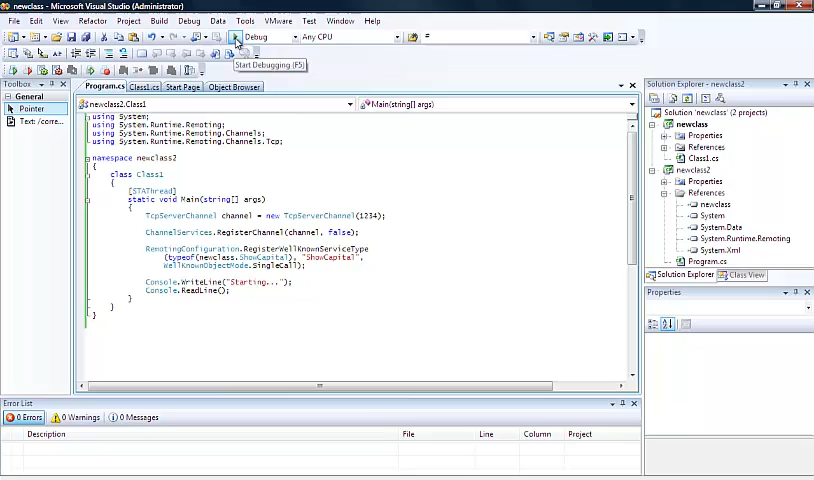 newclass - Microsoft Visual Studio (Administrator)
File Edit View Refactor Project Build Debug Data Tools VMware Test Window Help
Debug Any CPU =
Start Debugging (F5)
Toolbox
General
Pointer
Text: /corre...
Program.cs Class1.cs Start Page Object Browser
newclass2.Class1 Main(string[] args)
using System;
using System.Runtime.Remoting;
using System.Runtime.Remoting.Channels;
using System.Runtime.Remoting.Channels.Tcp;
namespace newclass2
{
class Class1
{
[STAThread]
static void Main(string[] args)
{
TcpServerChannel channel = new TcpServerChannel(1234);
ChannelServices.RegisterChannel(channel, false);
RemotingConfiguration.RegisterWellKnownServiceType
(typeof(newclass.ShowCapital), "ShowCapital",
WellKnownObjectMode.SingleCall);
Console.WriteLine("Starting...");
Console.ReadLine();
}
}
}
Solution Explorer - newclass2
Solution 'newclass' (2 projects)
newclass
Properties
References
Class1.cs
newclass2
Properties
References
newclass
System
System.Data
System.Runtime.Remoting
System.Xml
Program.cs
Solution Explorer Class View
Properties
Error List
0 Errors 0 Warnings 0 Messages
Description File Line Column Project